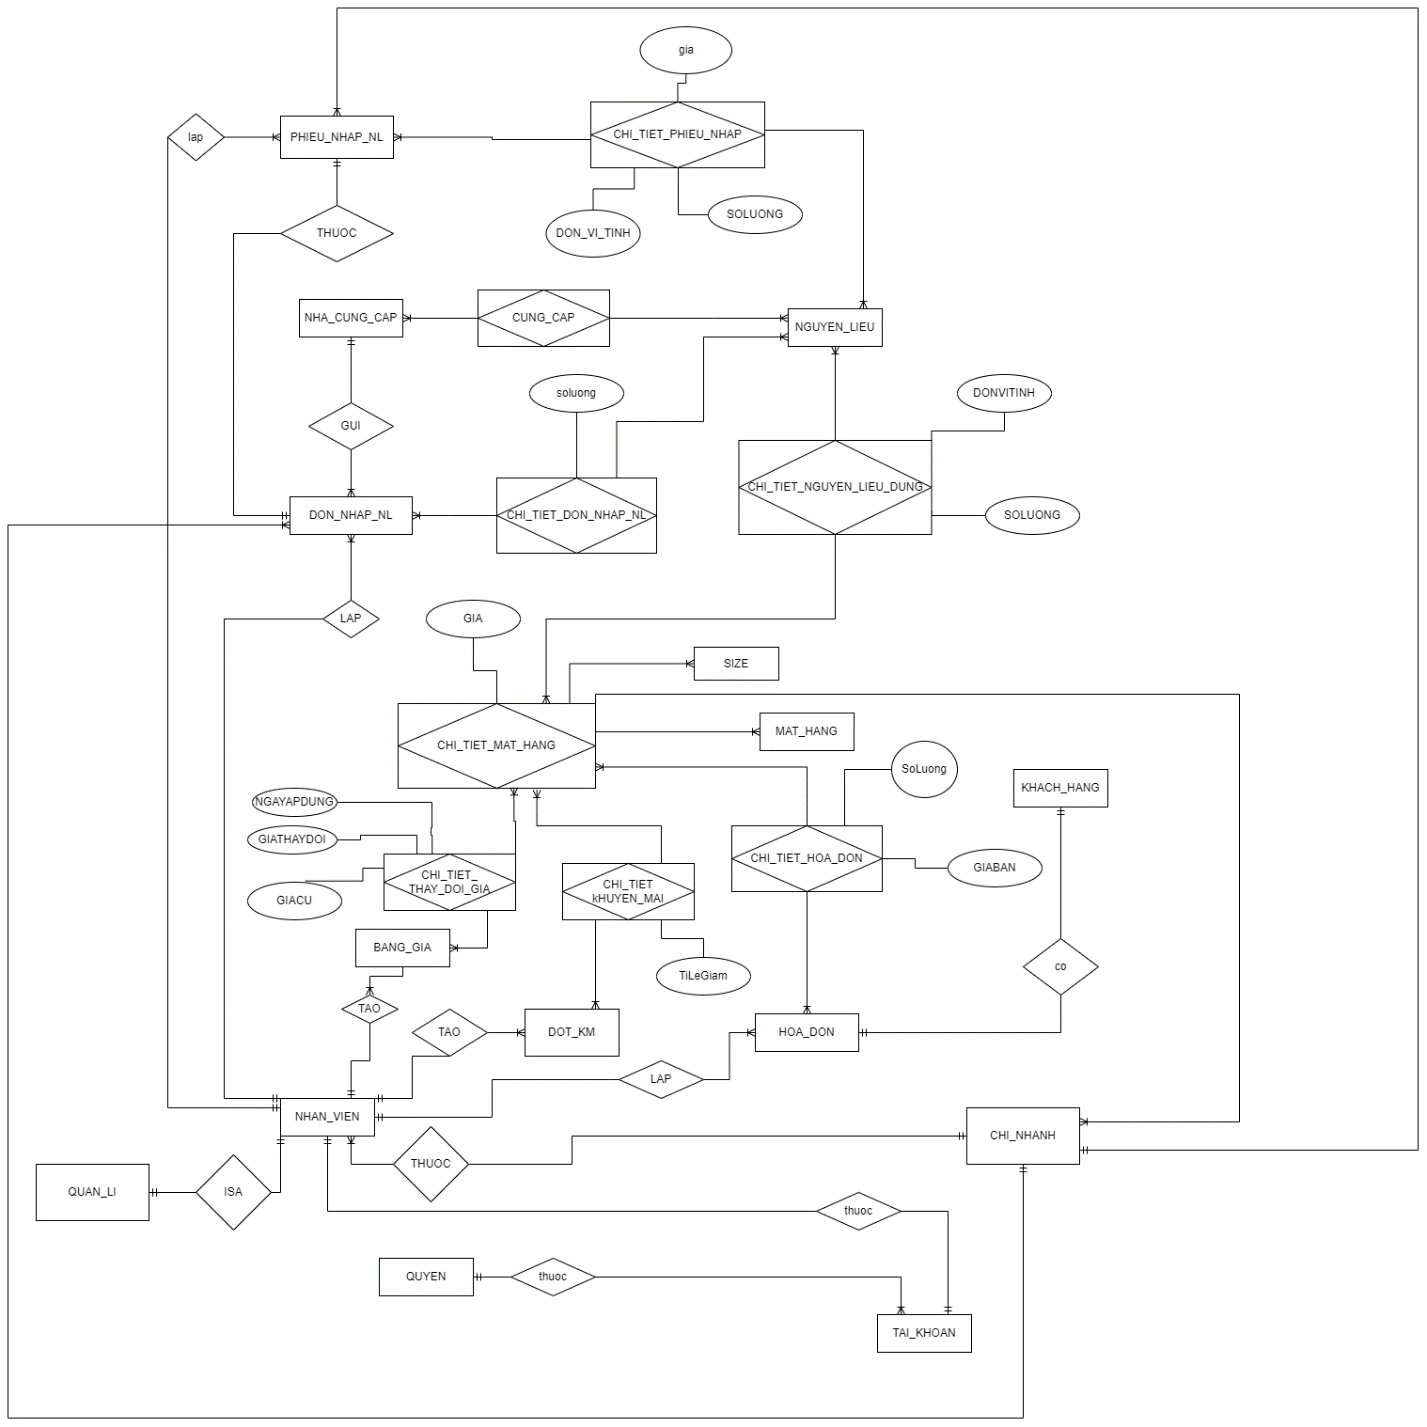 gia
lap
PHIEU_NHAP_NL
CHI_TIET_PHIEU_NHAP
THUOC
DON_VI_TINH
SOLUONG
NHA_CUNG_CAP
CUNG_CAP
NGUYEN_LIEU
soluong
DONVITINH
GUI
CHI_TIET_NGUYEN_LIEU_DUNG
DON_NHAP_NL
CHI_TIET_DON_NHAP_NL
SOLUONG
LAP
GIA
SIZE
CHI_TIET_MAT_HANG
MAT_HANG
SoLuong
KHACH_HANG
NGAYAPDUNG
GIATHAYDOI
CHI_TIET_HOA_DON
GIABAN
CHI_TIET_
THAY_DOI_GIA
CHI_TIET
kHUYEN_MAI
GIACU
BANG_GIA
TiLeGiam
co
TAO
TAO
DOT_KM
HOA_DON
LAP
NHAN_VIEN
CHI_NHANH
THUOC
QUAN_LI
ISA
thuoc
QUYEN
thuoc
TAI_KHOAN